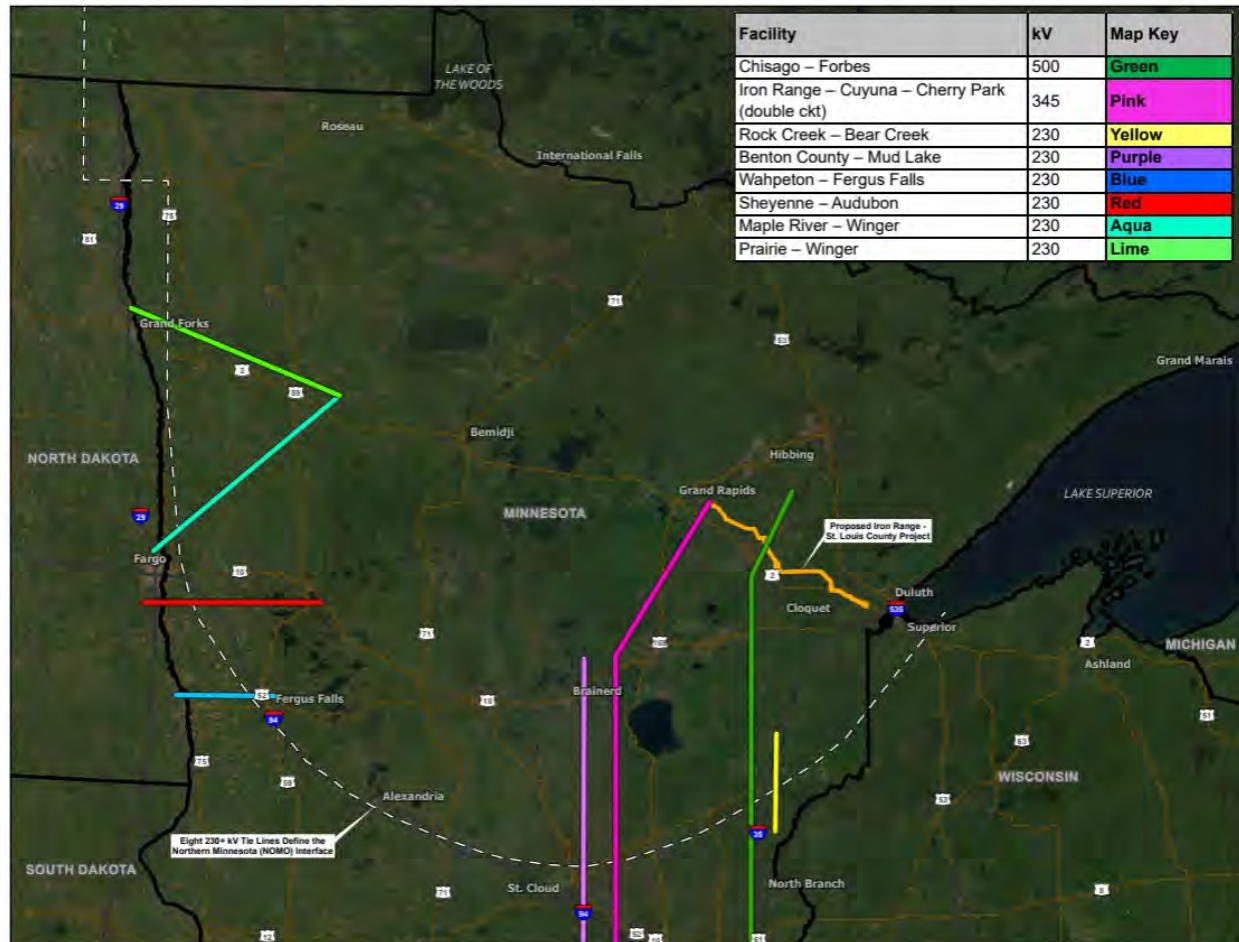 Facility kV Map Key
Chisago – Forbes 500 Green
Iron Range – Cuyuna – Cherry Park
(double ckt) 345 Pink
Rock Creek – Bear Creek 230 Yellow
Benton County – Mud Lake 230 Purple
Wahpeton – Fergus Falls 230 Blue
Sheyenne – Audubon 230 Red
Maple River – Winger 230 Aqua
Prairie – Winger 230 Lime
LAKE OF
THE WOODS
Roseau
International Falls
29
75
81
71
53
Grand Forks
2
59
Grand Marais
Bemidji
NORTH DAKOTA
Hibbing
Grand Rapids
LAKE SUPERIOR
MINNESOTA
29
Proposed Iron Range -
St. Louis County Project
Fargo
10
2
Duluth
Cloquet
535
Superior
71
2
MICHIGAN
Ashland
Brainerd
52
Fergus Falls
10
94
51
63
75
59
WISCONSIN
53
Alexandria
35
Eight 230+ kV Tie Lines Define the
Northern Minnesota (NOMO) Interface
SOUTH DAKOTA
St. Cloud
North Branch
71
8
94
12
52
61